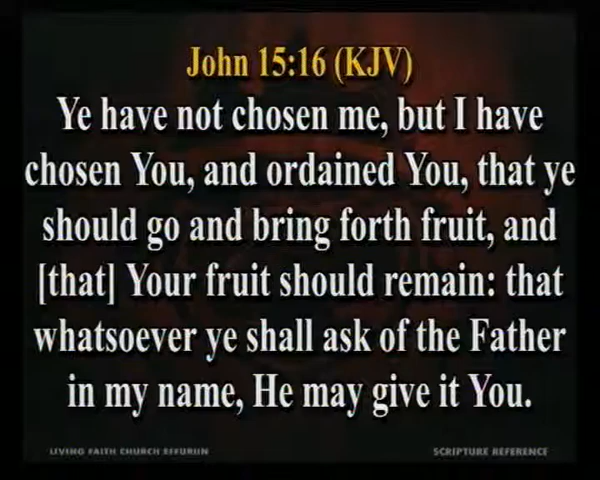 John 15:16 (KJV)
Ye have not chosen me, but I have
chosen You, and ordained You, that ye
should go and bring forth fruit, and
[that] Your fruit should remain: that
whatsoever ye shall ask of the Father
in my name, He may give it You.
LIVING FAITH CHURCH EFFURUN
SCRIPTURE REFERENCE